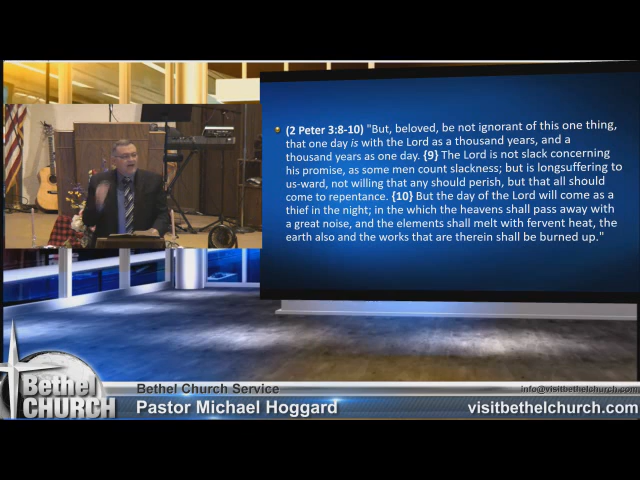 (2 Peter 3:8-10) "But, beloved, be not ignorant of this one thing,
that one day is with the Lord as a thousand years, and a
thousand years as one day. {9} The Lord is not slack concerning
his promise, as some men count slackness; but is longsuffering to
us-ward, not willing that any should perish, but that all should
come to repentance. {10} But the day of the Lord will come as a
thief in the night; in the which the heavens shall pass away with
a great noise, and the elements shall melt with fervent heat, the
earth also and the works that are therein shall be burned up."
Bethel
CHURCH
Bethel Church Service
info@visitbethelchurch.com
Pastor Michael Hoggard
visitbethelchurch.com